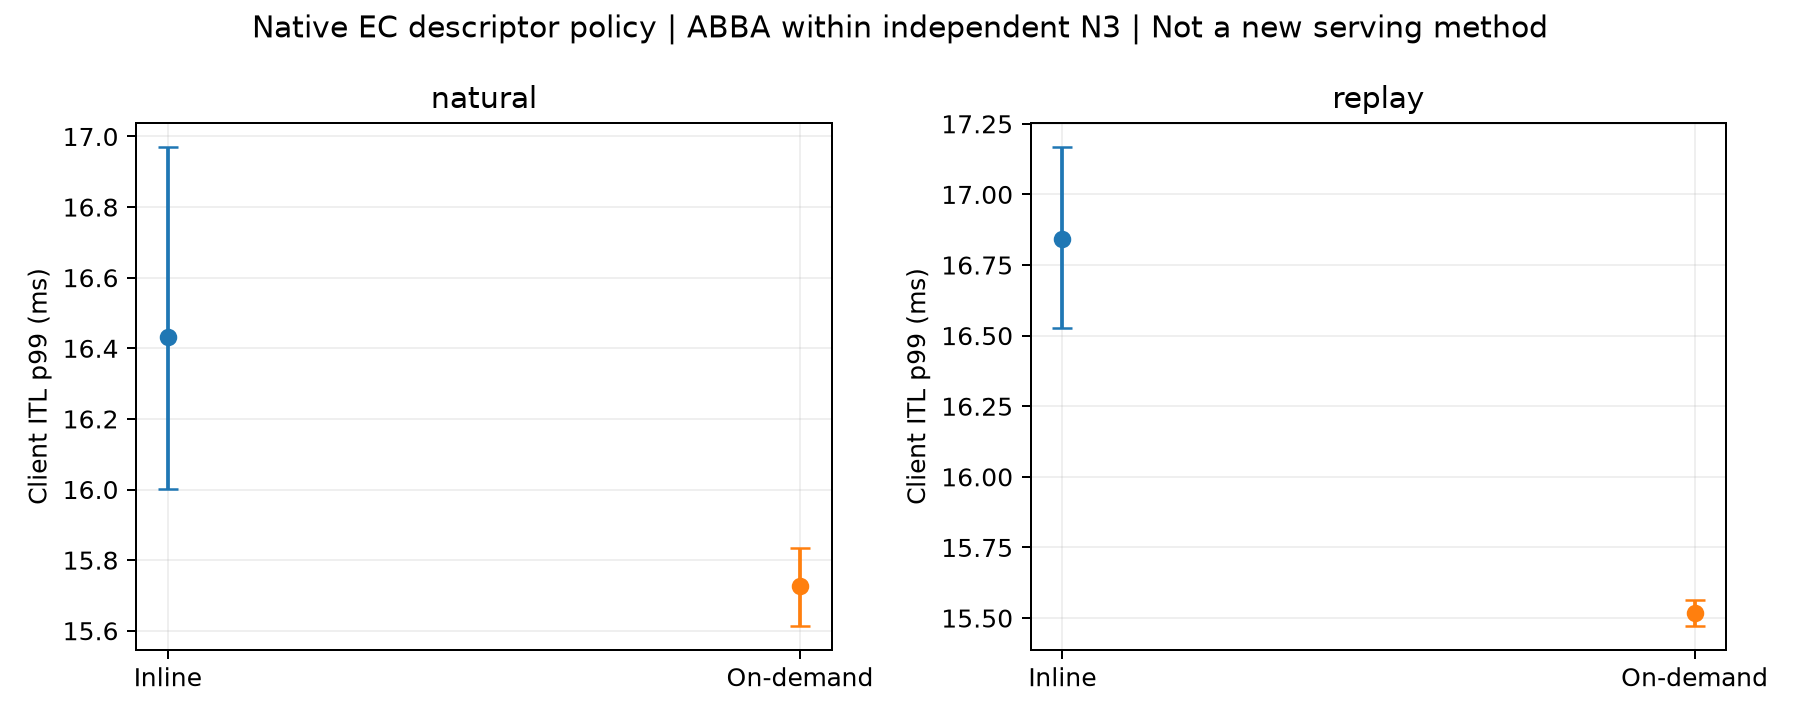 Native EC descriptor policy | ABBA within independent N3 | Not a new serving method
natural
Client ITL p99 (ms)
17.0
16.8
16.6
16.4
16.2
16.0
15.8
15.6
Inline
On-demand
replay
Client ITL p99 (ms)
17.25
17.00
16.75
16.50
16.25
16.00
15.75
15.50
Inline
On-demand